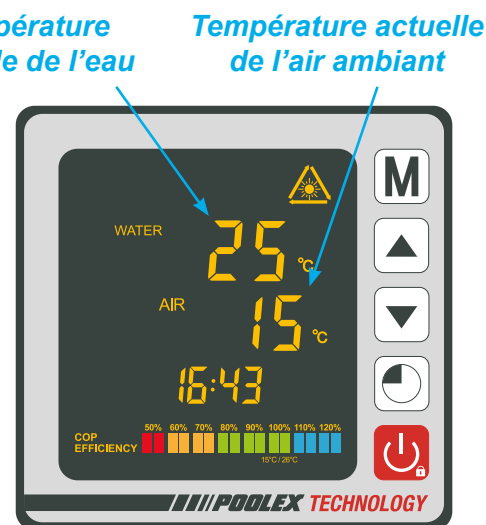 pérature
le de l’eau
Température actuelle
de l’air ambiant
M
WATER
25 °C
AIR
15 °C
16:43
50% 60% 70% 80% 90% 100% 110% 120%
COP
EFFICIENCY
15°C / 26°C
POOLEX TECHNOLOGY